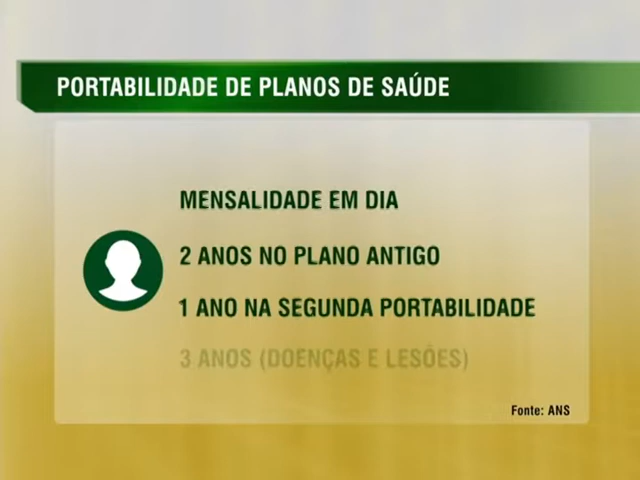 PORTABILIDADE DE PLANOS DE SAÚDE
MENSALIDADE EM DIA
2 ANOS NO PLANO ANTIGO
1 ANO NA SEGUNDA PORTABILIDADE
3 ANOS (DOENÇAS E LESÕES)
Fonte: ANS